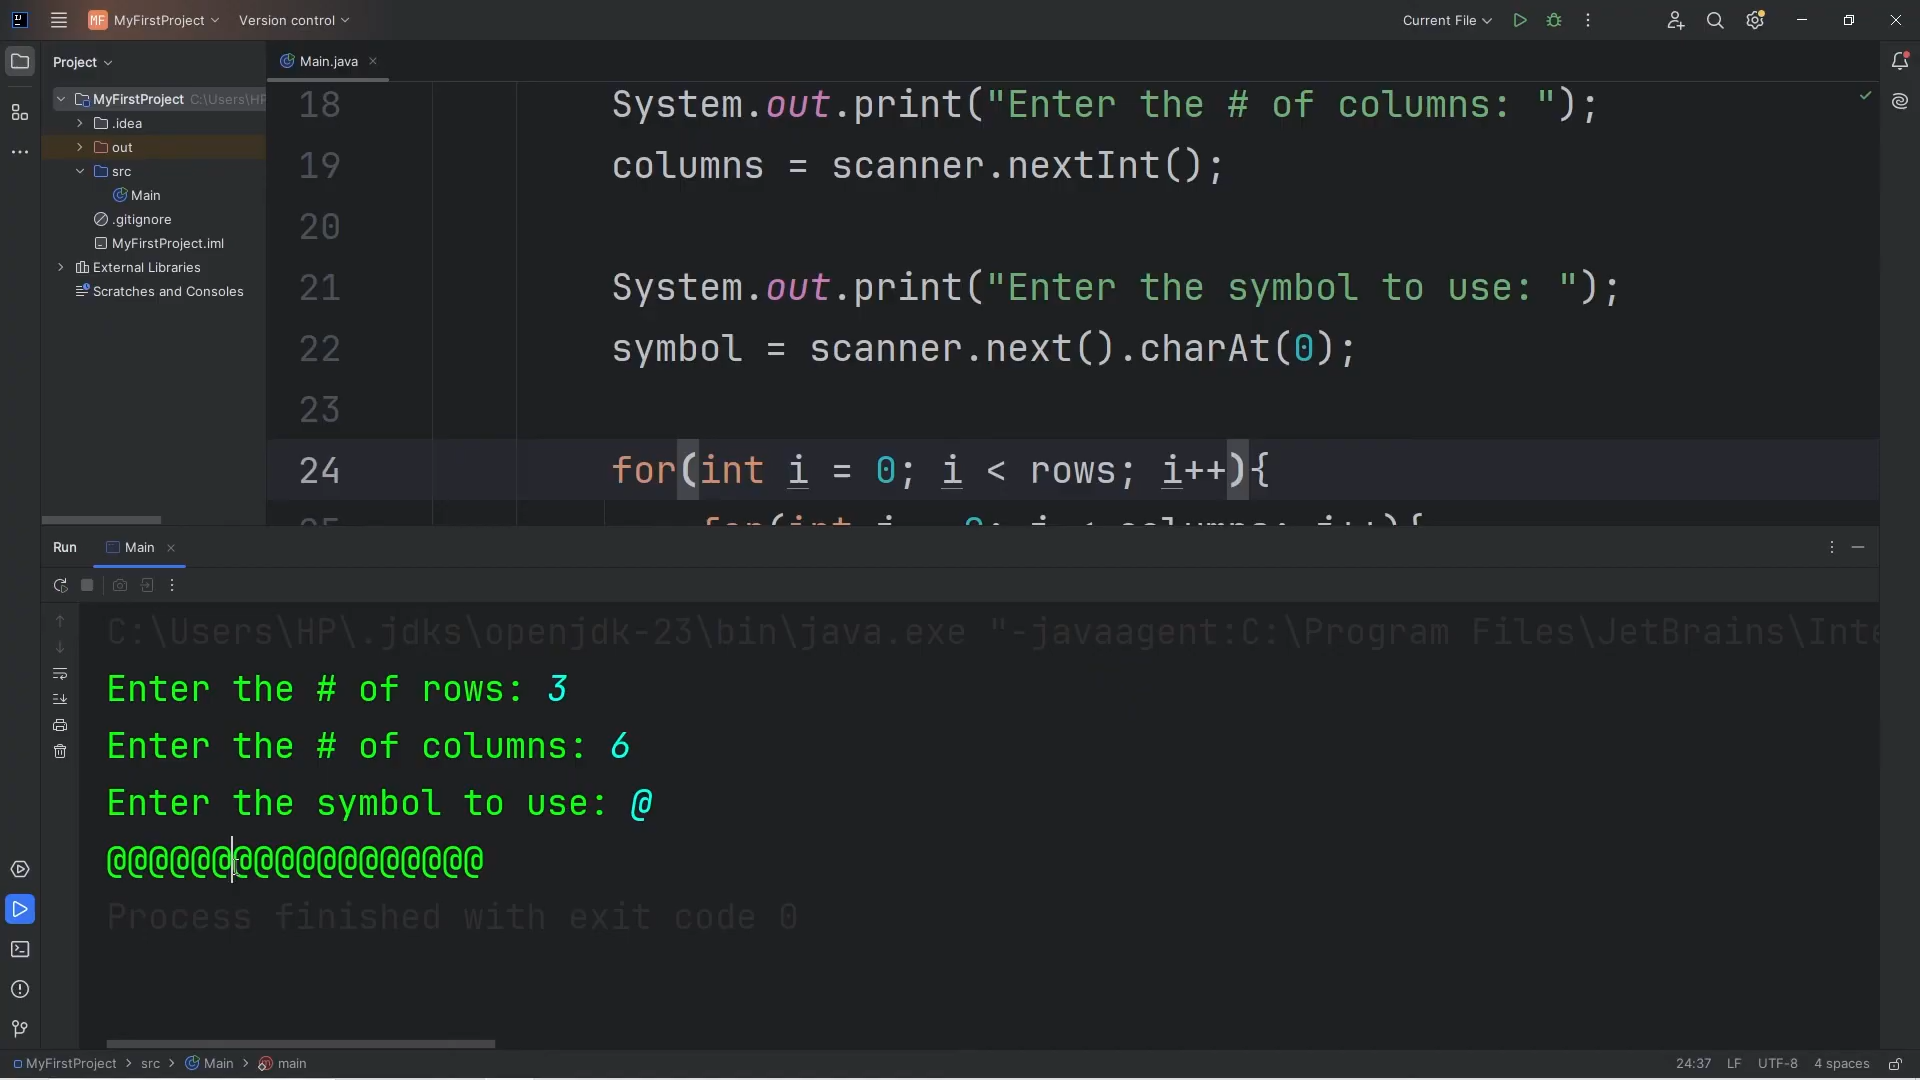 MF MyFirstProject Version control Current File
Project Main.java
MyFirstProject C:\Users\HP
.idea
out
src
Main
.gitignore
MyFirstProject.iml
External Libraries
Scratches and Consoles
18 System.out.print("Enter the # of columns: ");
19 columns = scanner.nextInt();
20
21 System.out.print("Enter the symbol to use: ");
22 symbol = scanner.next().charAt(0);
23
24 for(int i = 0; i < rows; i++){
Run Main
C:\Users\HP\.jdks\openjdk-23\bin\java.exe "-javaagent:C:\Program Files\JetBrains\Inte
Enter the # of rows: 3
Enter the # of columns: 6
Enter the symbol to use: @
@@@@@@@@@@@@@@@@@@
Process finished with exit code 0
MyFirstProject > src > Main > main 24:37 LF UTF-8 4 spaces